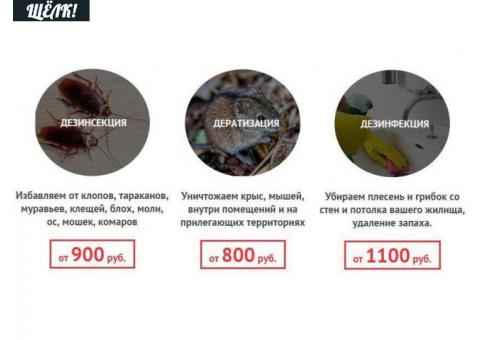 ЩЁЛК!
ДЕЗИНСЕКЦИЯ
ДЕРАТИЗАЦИЯ
ДЕЗИНФЕКЦИЯ
Избавляем от клопов, тараканов,
муравьев, клещей, блох, моли,
ос, мошек, комаров
Уничтожаем крыс, мышей,
внутри помещений и на
прилегающих территориях
Убираем плесень и грибок со
стен и потолка вашего жилища,
удаление запаха.
от 900 руб.
от 800 руб.
от 1100 руб.